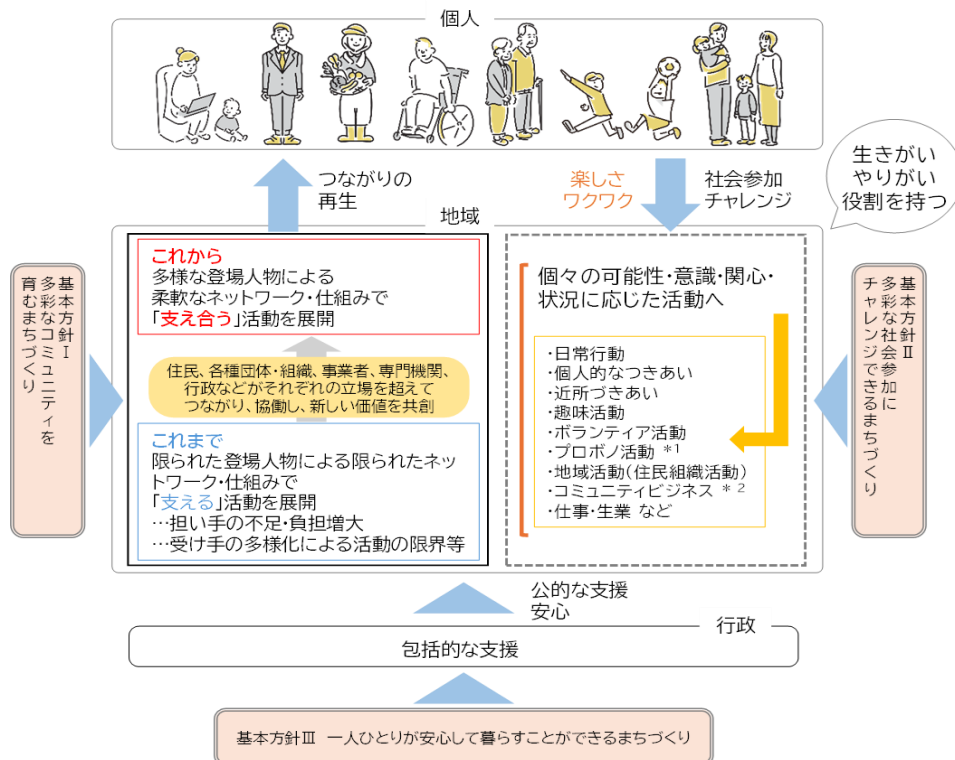 個人
つながりの
再生
楽しさ
ワクワク
社会参加
チャレンジ
生きがい
やりがい
役割を持つ
地域
基本方針Ⅰ
多彩なコミュニティを
育むまちづくり
これから
多様な登場人物による
柔軟なネットワーク・仕組みで
「支え合う」活動を展開
住民、各種団体・組織、事業者、専門機関、
行政などがそれぞれの立場を超えて
つながり、協働し、新しい価値を共創
これまで
限られた登場人物による限られたネッ
トワーク・仕組みで
「支える」活動を展開
…担い手の不足・負担増大
…受け手の多様化による活動の限界等
個々の可能性・意識・関心・
状況に応じた活動へ
・日常行動
・個人的なつきあい
・近所づきあい
・趣味活動
・ボランティア活動
・プロボノ活動 *1
・地域活動(住民組織活動)
・コミュニティビジネス *2
・仕事・生業 など
基本方針Ⅱ
多彩な社会参加に
チャレンジできるまちづくり
公的な支援
安心
行政
包括的な支援
基本方針Ⅲ 一人ひとりが安心して暮らすことができるまちづくり